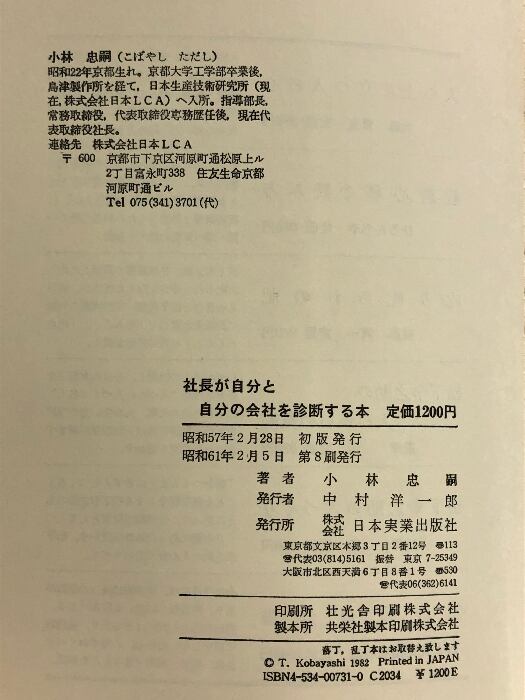 小林　忠嗣（こばやし　ただし）
昭和22年京都生れ。京都大学工学部卒業後，
島津製作所を経て，日本生産技術研究所（現
在，株式会社日本LCA）へ入所。指導部長，
常務取締役，代表取締役専務歴任後，現在代
表取締役社長。
連絡先　株式会社日本LCA
〒600　京都市下京区河原町通松原上ル
2丁目富永町338　住友生命京都
河原町通ビル
Tel 075(341)3701(代)
社長が自分と
自分の会社を診断する本　定価1200円
昭和57年2月28日　初版発行
昭和61年2月5日　第8刷発行
著者　小林忠嗣
発行者　中村洋一郎
発行所　株式会社　日本実業出版社
東京都文京区本郷3丁目2番12号　〠113
☎代表03(814)5161　振替　東京7-25349
大阪市北区西天満6丁目8番1号　〠530
☎代表06(362)6141
印刷所　壮光舎印刷株式会社
製本所　共栄社製本印刷株式会社
落丁，乱丁本はお取替え致します
© T. Kobayashi 1982　Printed in JAPAN
ISBN4-534-00731-0 C2034　￥1200E